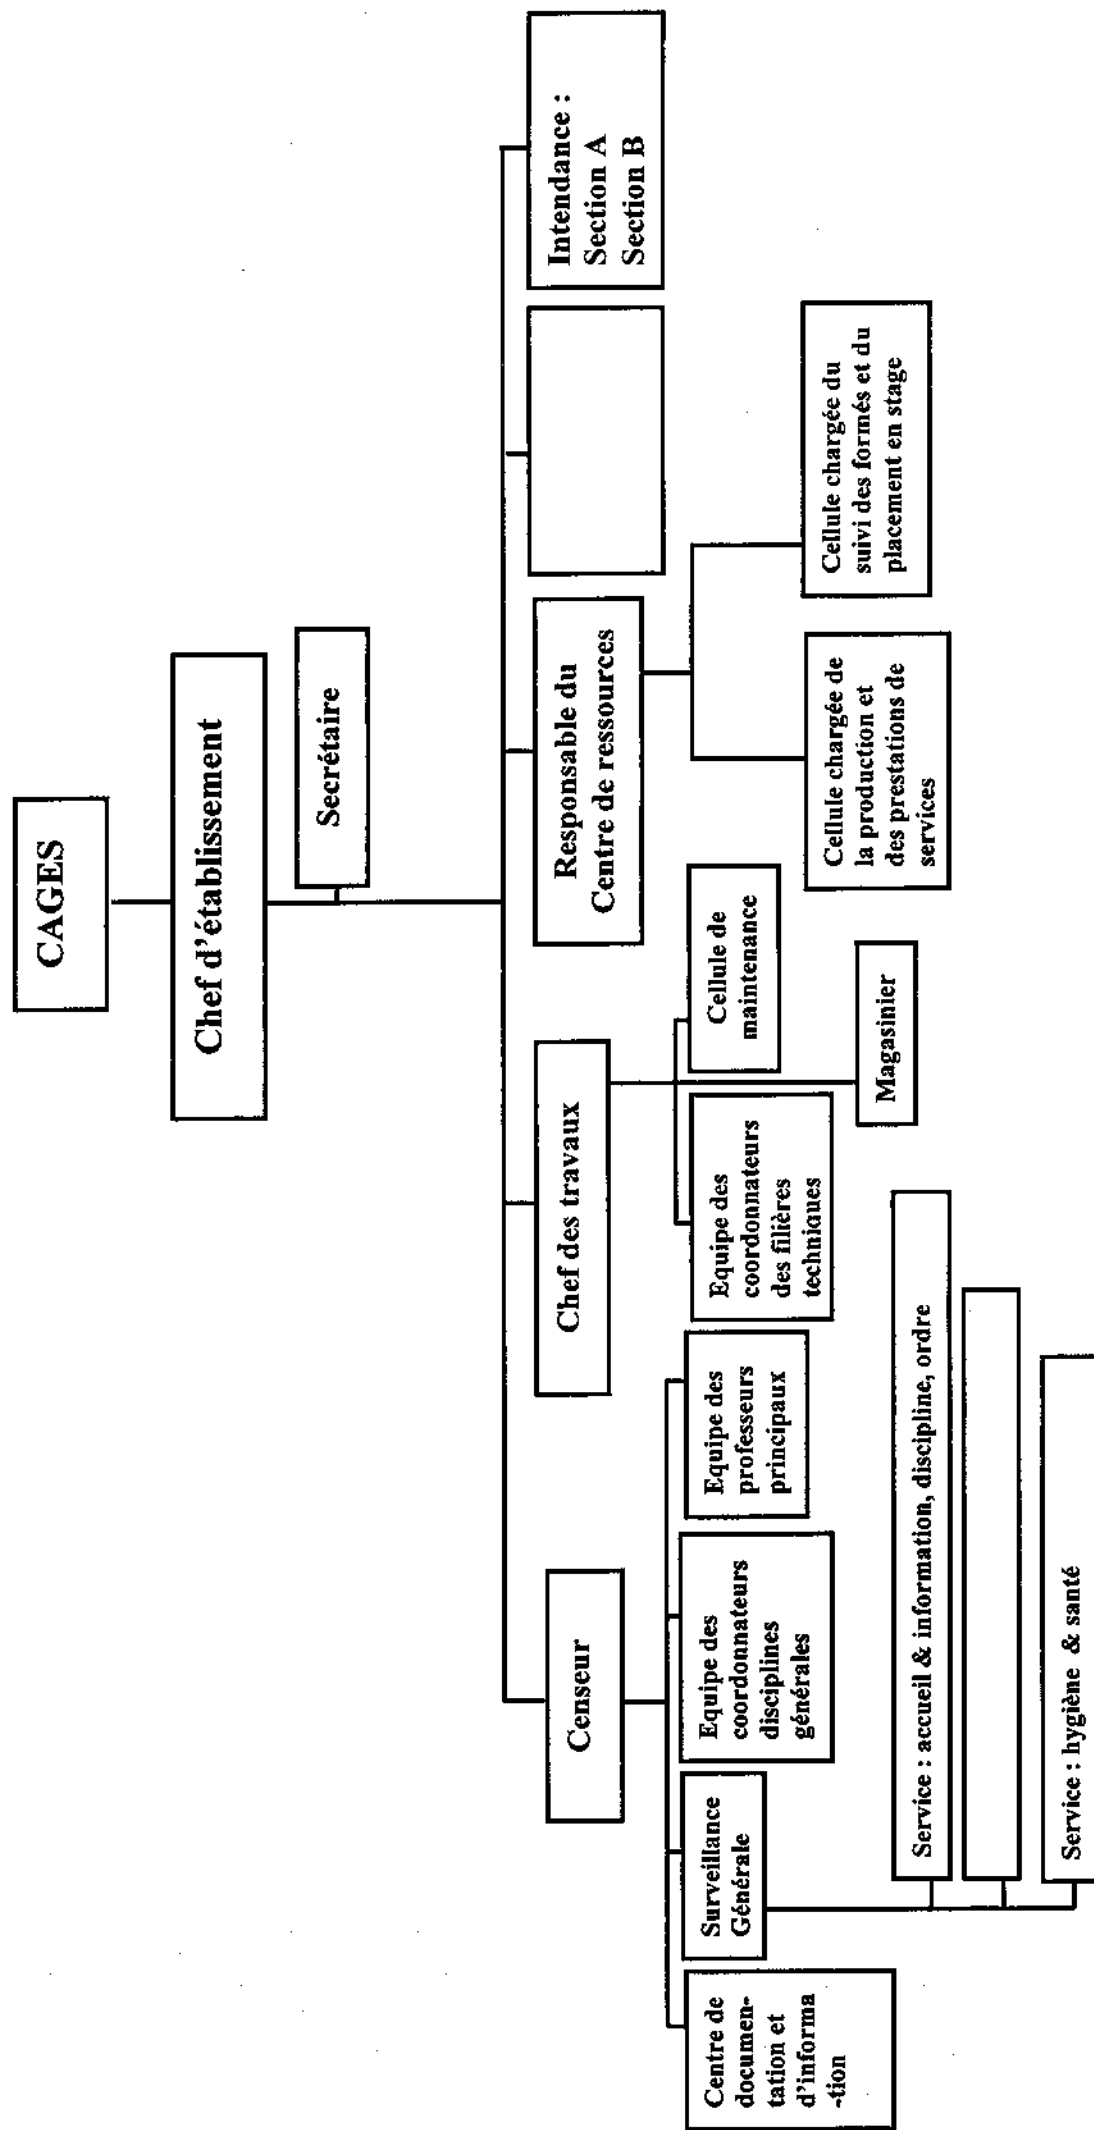 CAGES
Chef d'établissement
Secrétaire
Censeur
Chef des travaux
Responsable du
Centre de ressources
Intendance :
Section A
Section B
Centre de
documen-
tation et
d'informa
-tion
Surveillance
Générale
Equipe des
coordonnateurs
disciplines
générales
Equipe des
professeurs
principaux
Equipe des
coordonnateurs
des filières
techniques
Cellule de
maintenance
Magasinier
Cellule chargée de
la production et
des prestations de
services
Cellule chargée du
suivi des formés et du
placement en stage
Service : accueil & information, discipline, ordre
Service : hygiène & santé